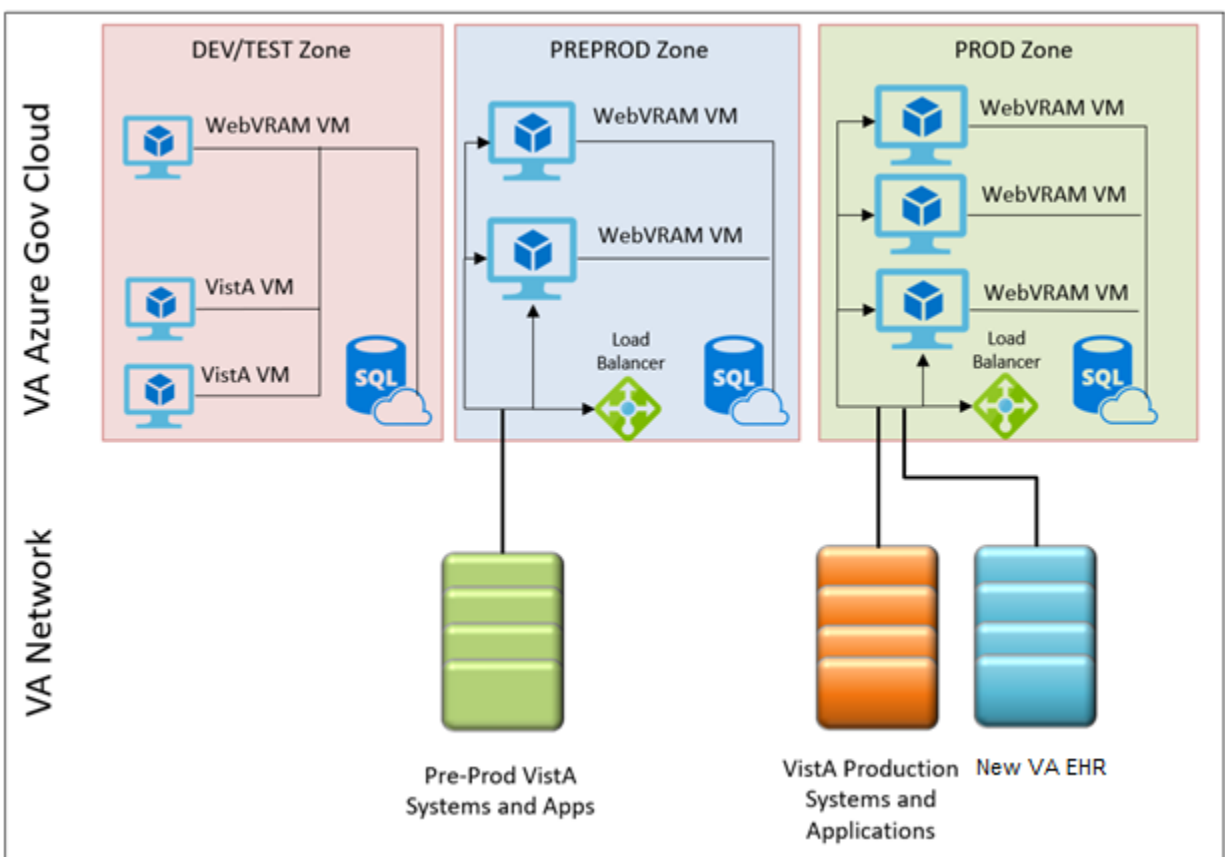 VA Azure Gov Cloud
DEV/TEST Zone
WebVRAM VM
VistA VM
VistA VM
SQL
PREPROD Zone
WebVRAM VM
WebVRAM VM
Load
Balancer
SQL
PROD Zone
WebVRAM VM
WebVRAM VM
WebVRAM VM
Load
Balancer
SQL
VA Network
Pre-Prod VistA
Systems and Apps
VistA Production
Systems and
Applications
New VA EHR